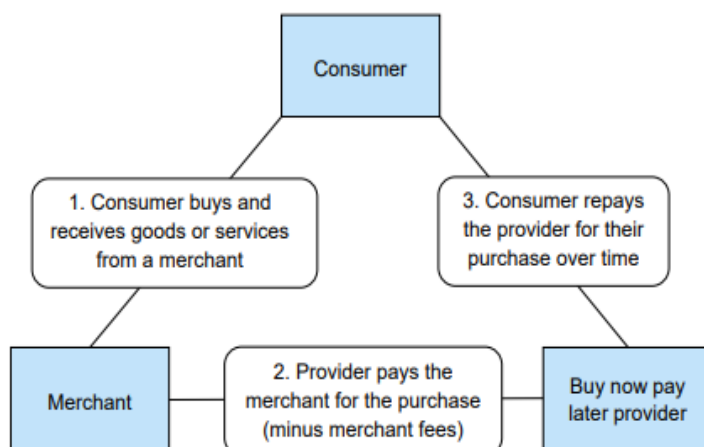 Consumer
1. Consumer buys and
receives goods or services
from a merchant
3. Consumer repays
the provider for their
purchase over time
Merchant
2. Provider pays the
merchant for the purchase
(minus merchant fees)
Buy now pay
later provider